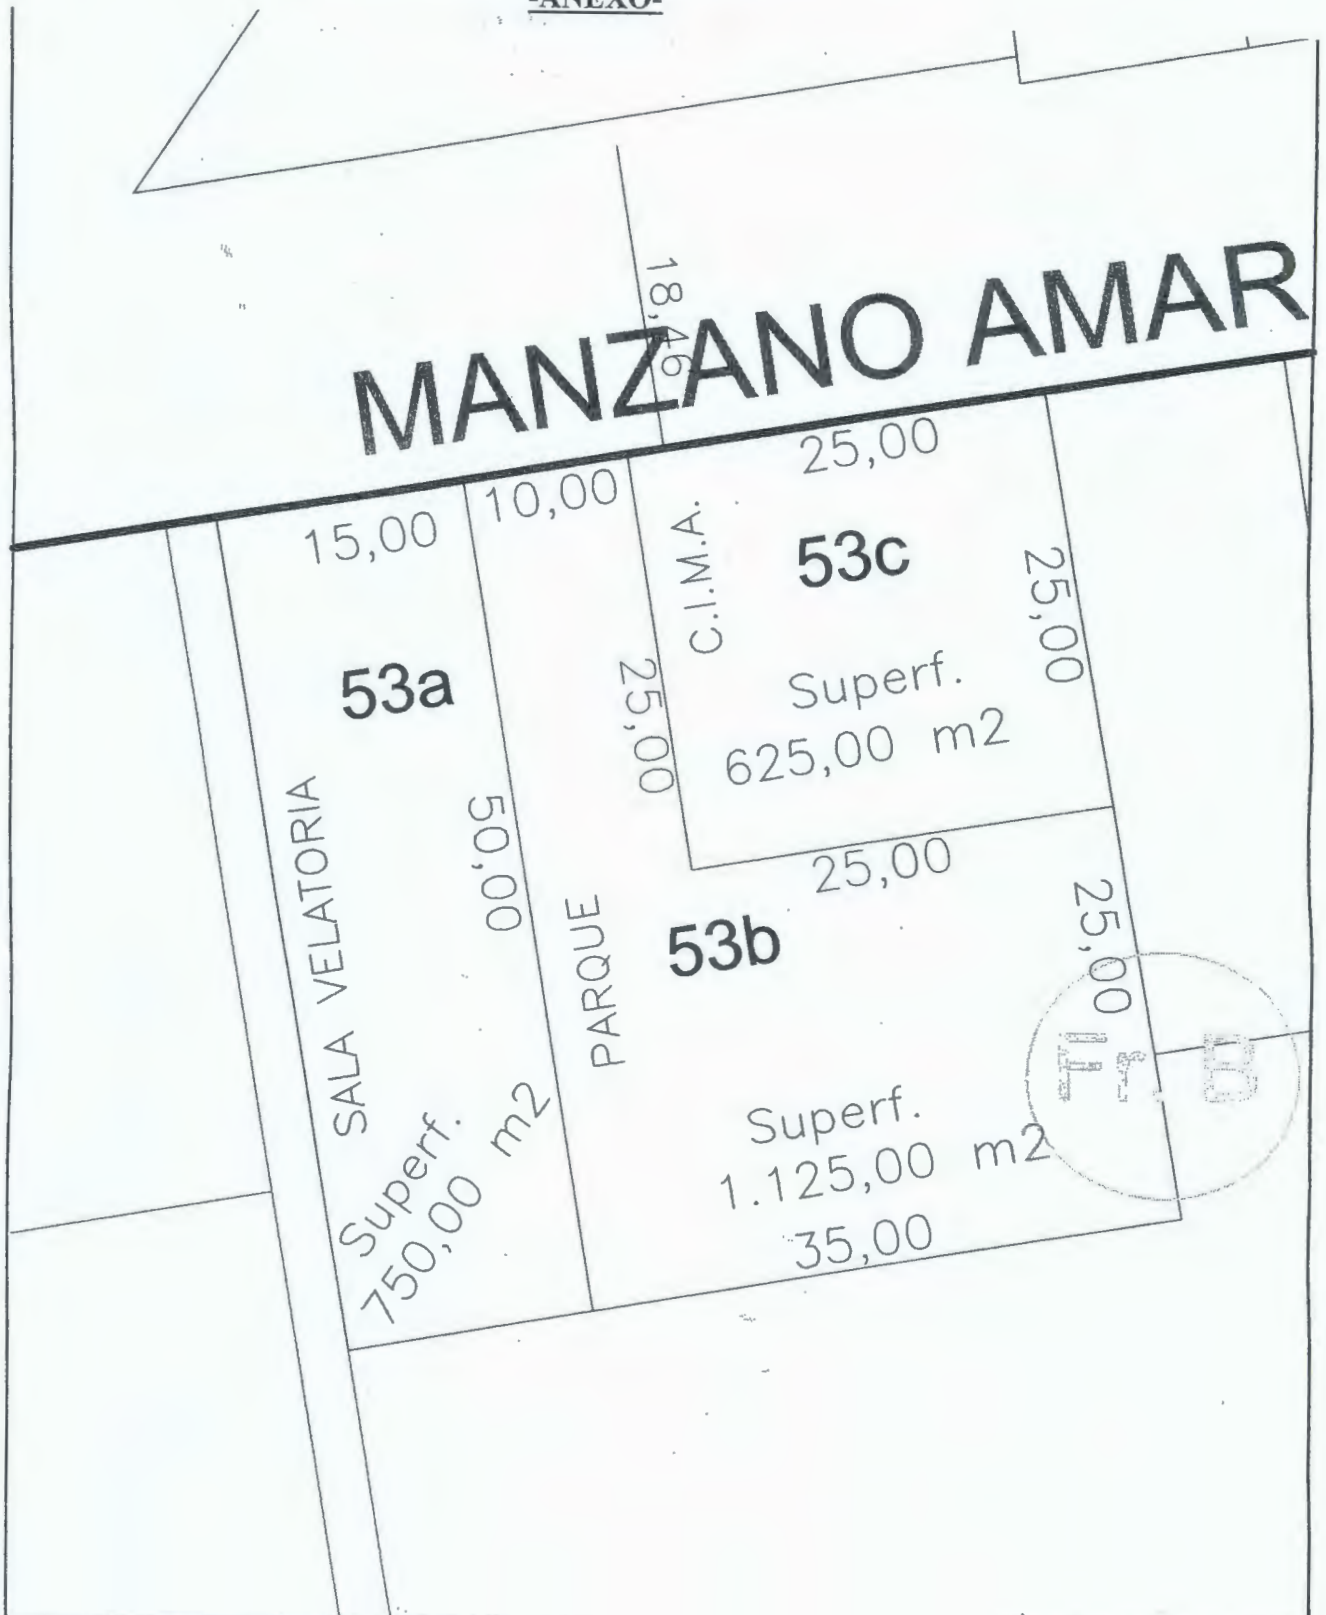 -ANEXO-
18,46
MANZANO AMAR
15,00
10,00
25,00
C.I.M.A.
53c
25,00
25,00
Superf.
625,00 m2
25,00
53a
SALA VELATORIA
50,00
Superf.
750,00 m2
PARQUE
53b
25,00
Superf.
1.125,00 m2
35,00
Fr. B